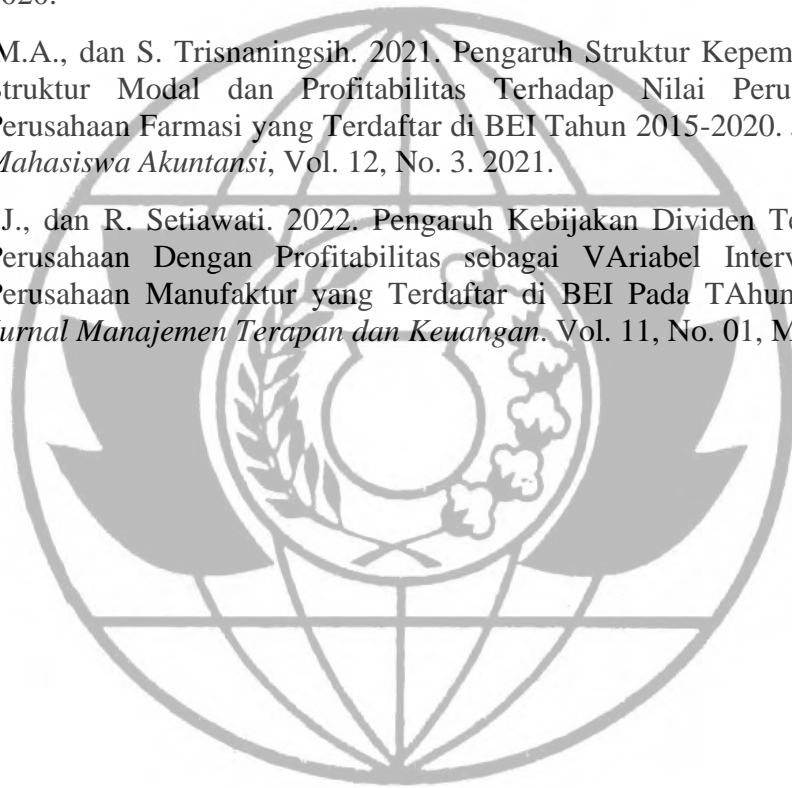 2020.
M.A., dan S. Trisnaningsih. 2021. Pengaruh Struktur Kepem
Struktur Modal dan Profitabilitas Terhadap Nilai Peru
Perusahaan Farmasi yang Terdaftar di BEI Tahun 2015-2020.
Mahasiswa Akuntansi, Vol. 12, No. 3. 2021.
J., dan R. Setiawati. 2022. Pengaruh Kebijakan Dividen Te
Perusahaan Dengan Profitabilitas sebagai VAriabel Interv
Perusahaan Manufaktur yang Terdaftar di BEI Pada TAhun
Jurnal Manajemen Terapan dan Keuangan. Vol. 11, No. 01, M